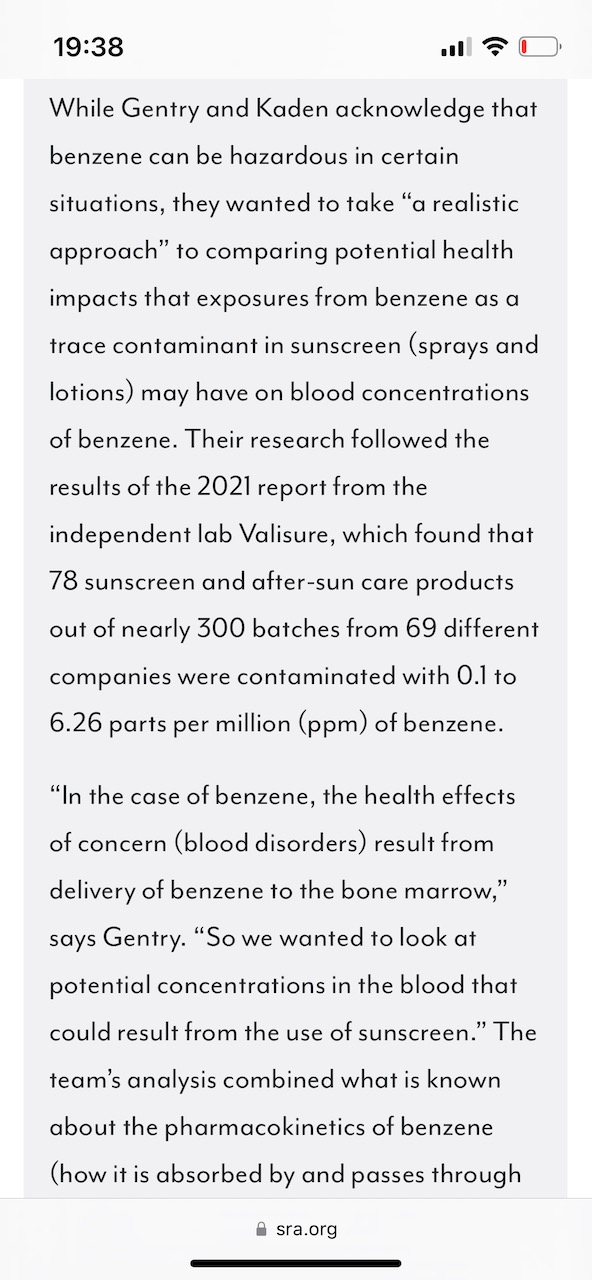 19:38
While Gentry and Kaden acknowledge that
benzene can be hazardous in certain
situations, they wanted to take “a realistic
approach” to comparing potential health
impacts that exposures from benzene as a
trace contaminant in sunscreen (sprays and
lotions) may have on blood concentrations
of benzene. Their research followed the
results of the 2021 report from the
independent lab Valisure, which found that
78 sunscreen and after-sun care products
out of nearly 300 batches from 69 different
companies were contaminated with 0.1 to
6.26 parts per million (ppm) of benzene.
“In the case of benzene, the health effects
of concern (blood disorders) result from
delivery of benzene to the bone marrow,”
says Gentry. “So we wanted to look at
potential concentrations in the blood that
could result from the use of sunscreen.” The
team’s analysis combined what is known
about the pharmacokinetics of benzene
(how it is absorbed by and passes through
sra.org